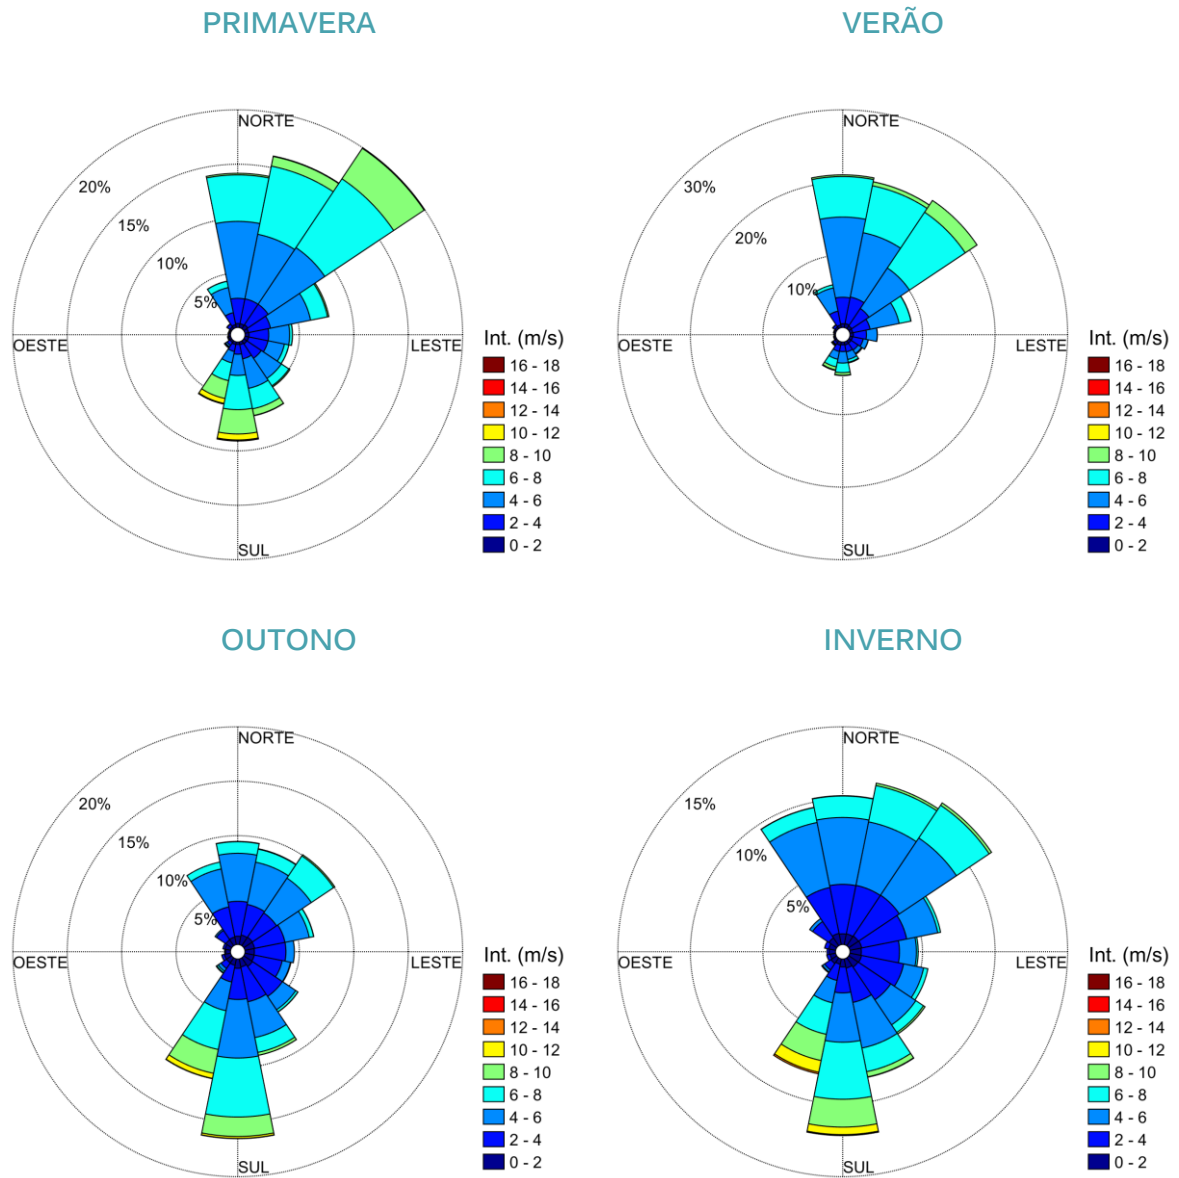 PRIMAVERA
NORTE
20%
15%
10%
5%
OESTE
LESTE
SUL
Int. (m/s)
16 - 18
14 - 16
12 - 14
10 - 12
8 - 10
6 - 8
4 - 6
2 - 4
0 - 2
VERÃO
NORTE
30%
20%
10%
OESTE
LESTE
SUL
Int. (m/s)
16 - 18
14 - 16
12 - 14
10 - 12
8 - 10
6 - 8
4 - 6
2 - 4
0 - 2
OUTONO
NORTE
20%
15%
10%
5%
OESTE
LESTE
SUL
Int. (m/s)
16 - 18
14 - 16
12 - 14
10 - 12
8 - 10
6 - 8
4 - 6
2 - 4
0 - 2
INVERNO
NORTE
15%
10%
5%
OESTE
LESTE
SUL
Int. (m/s)
16 - 18
14 - 16
12 - 14
10 - 12
8 - 10
6 - 8
4 - 6
2 - 4
0 - 2